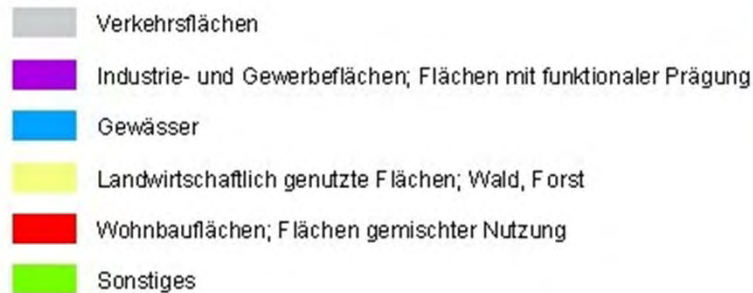 Verkehrsflächen
Industrie- und Gewerbeflächen; Flächen mit funktionaler Prägung
Gewässer
Landwirtschaftlich genutzte Flächen; Wald, Forst
Wohnbauflächen; Flächen gemischter Nutzung
Sonstiges